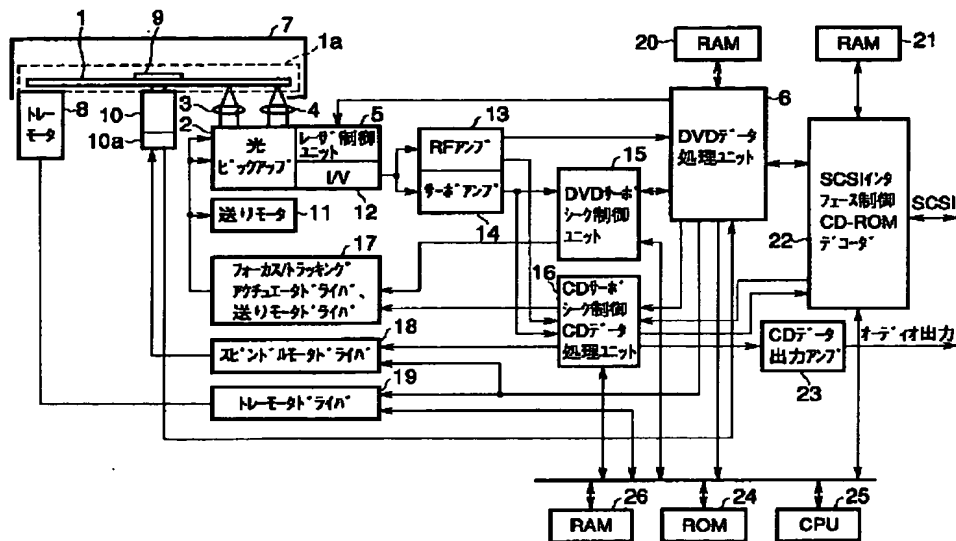 7
1
9
1a
20
RAM
RAM
21
8
トレー
モータ
10
10a
3
4
2
5
光
ピックアップ
レーザ制御
ユニット
I/V
12
13
RFアンプ
サーボアンプ
14
6
DVDデータ
処理ユニット
15
DVDサーボ
シーク制御
ユニット
SCSIインタ
フェース制御
CD-ROM
デコーダ
22
SCSI
送りモータ
11
17
フォーカス/トラッキング
アクチュエータドライバ、
送りモータドライバ
16
CDサーボ
シーク制御
CDデータ
処理ユニット
18
スピンドルモータドライバ
CDデータ
出力アンプ
23
オーディオ出力
19
トレーモータドライバ
26
RAM
24
ROM
25
CPU